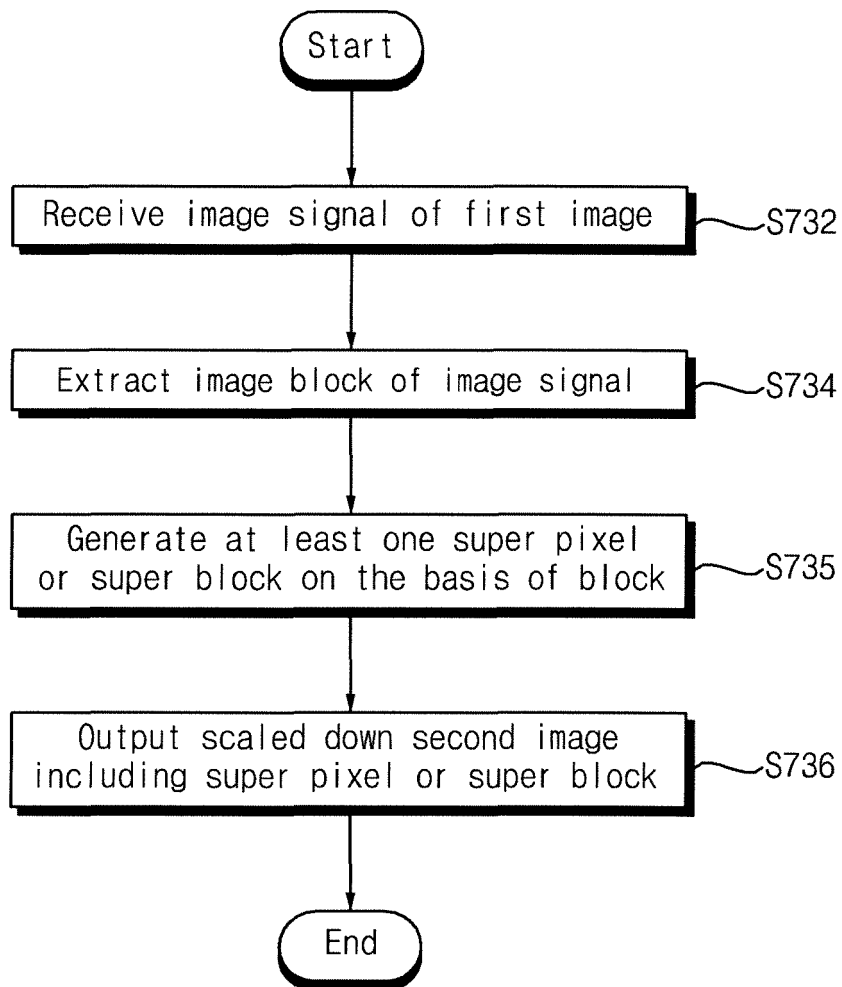 Start
Receive image signal of first image
S732
Extract image block of image signal
S734
Generate at least one super pixel
or super block on the basis of block
S735
Output scaled down second image
including super pixel or super block
S736
End